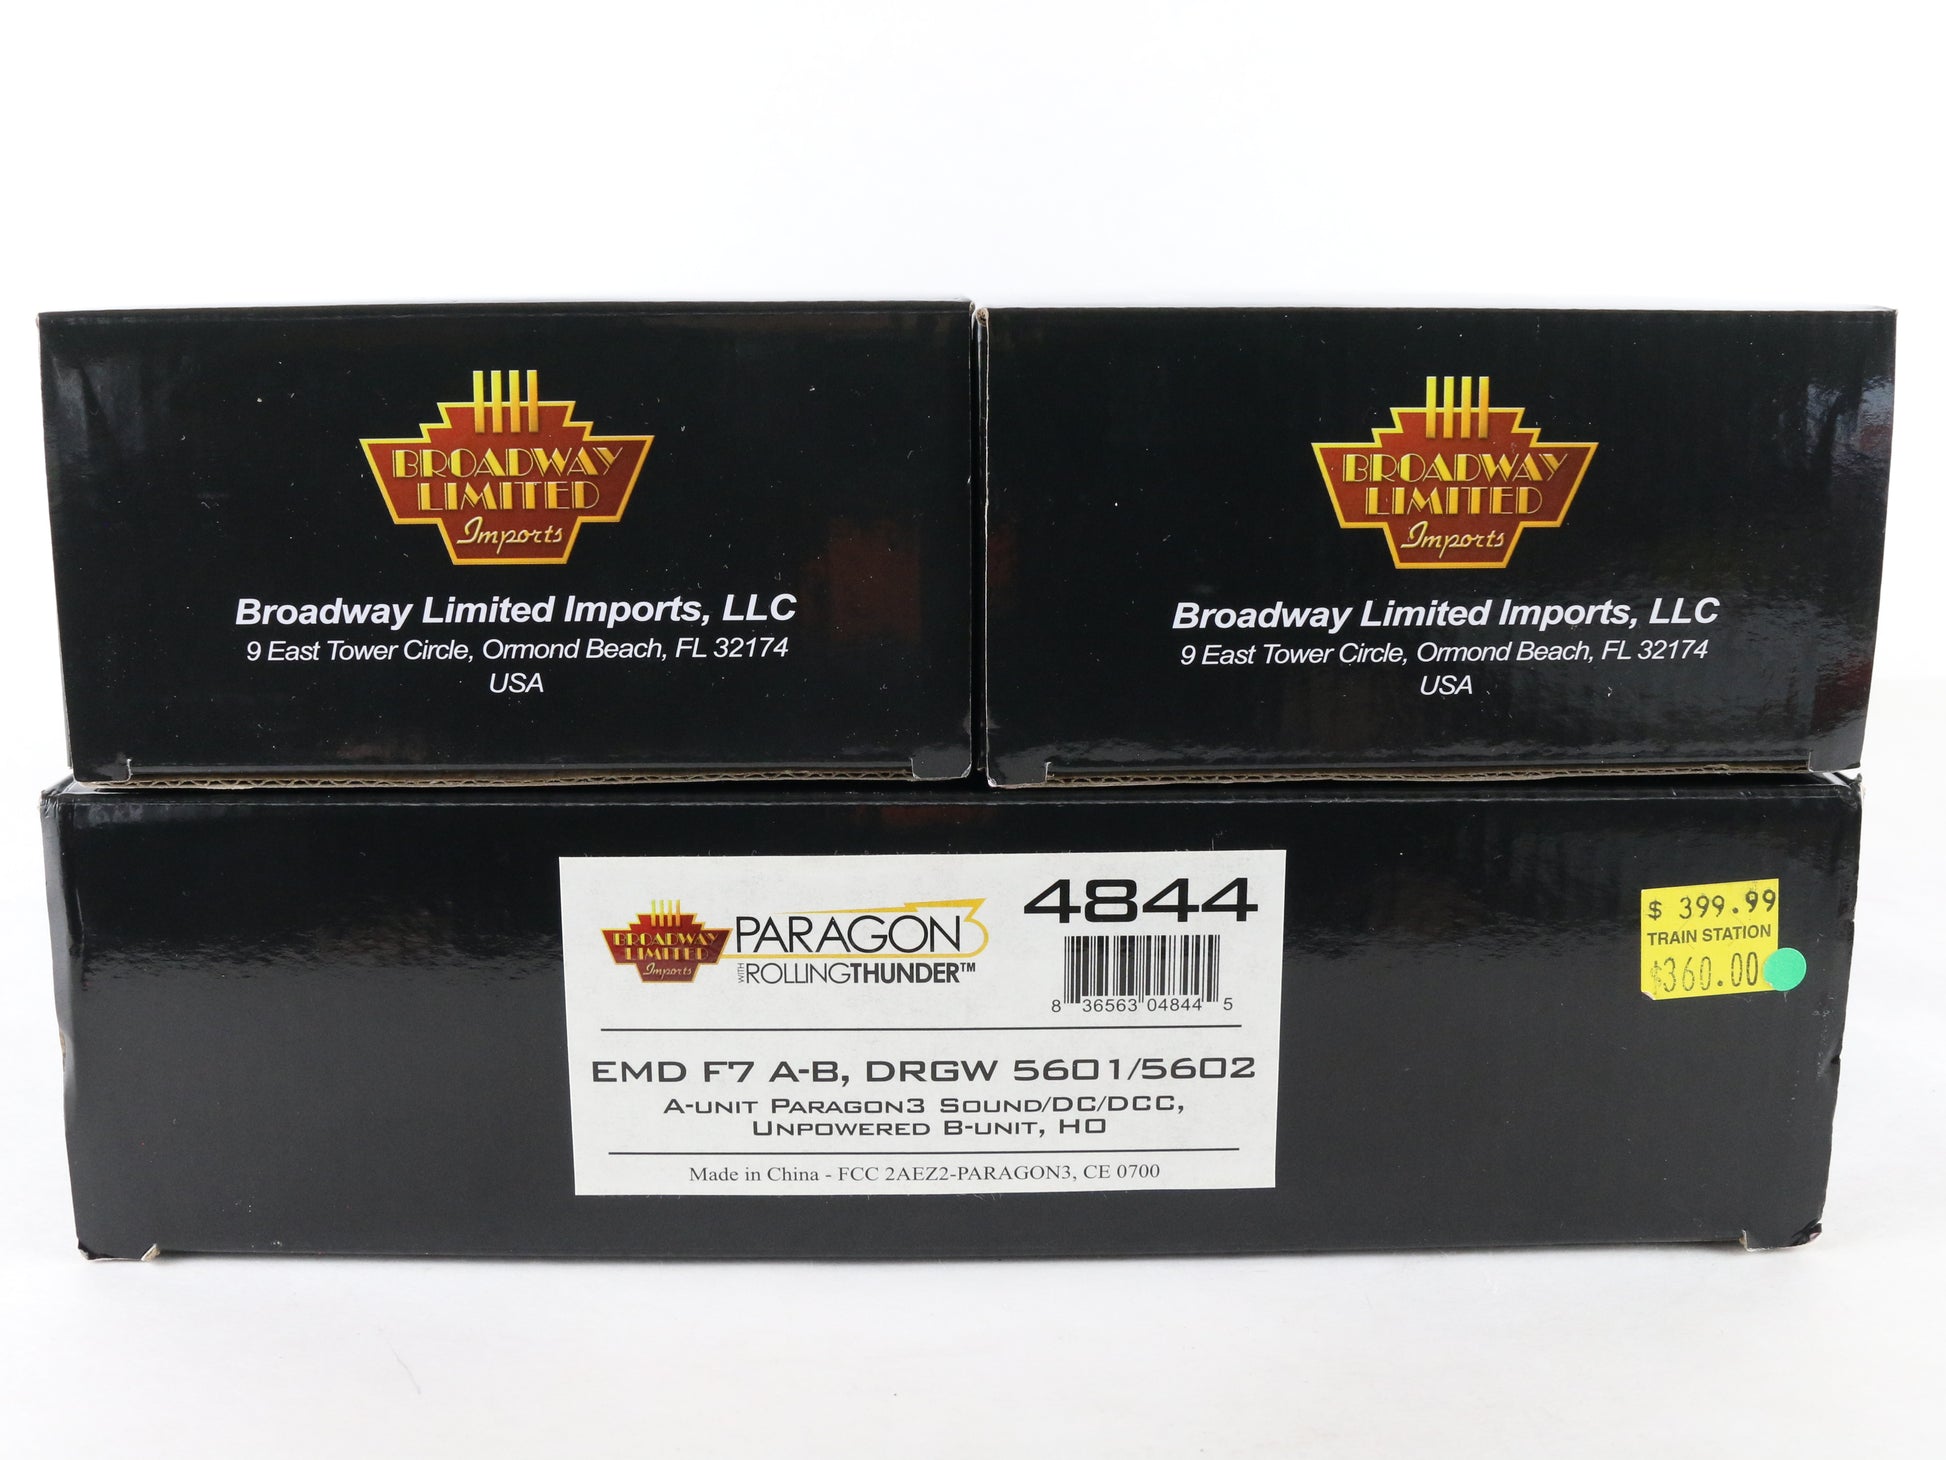 BROADWAY
LIMITED
Imports
Broadway Limited Imports, LLC
9 East Tower Circle, Ormond Beach, FL 32174
USA
BROADWAY
LIMITED
Imports
Broadway Limited Imports, LLC
9 East Tower Circle, Ormond Beach, FL 32174
USA
BROADWAY
LIMITED
Imports
PARAGON3
WITH ROLLINGTHUNDER™
4844
8 36563 04844 5
EMD F7 A-B, DRGW 5601/5602
A-UNIT PARAGON3 SOUND/DC/DCC,
UNPOWERED B-UNIT, HO
Made in China - FCC 2AEZ2-PARAGON3, CE 0700
$ 399.99
TRAIN STATION
$360.00